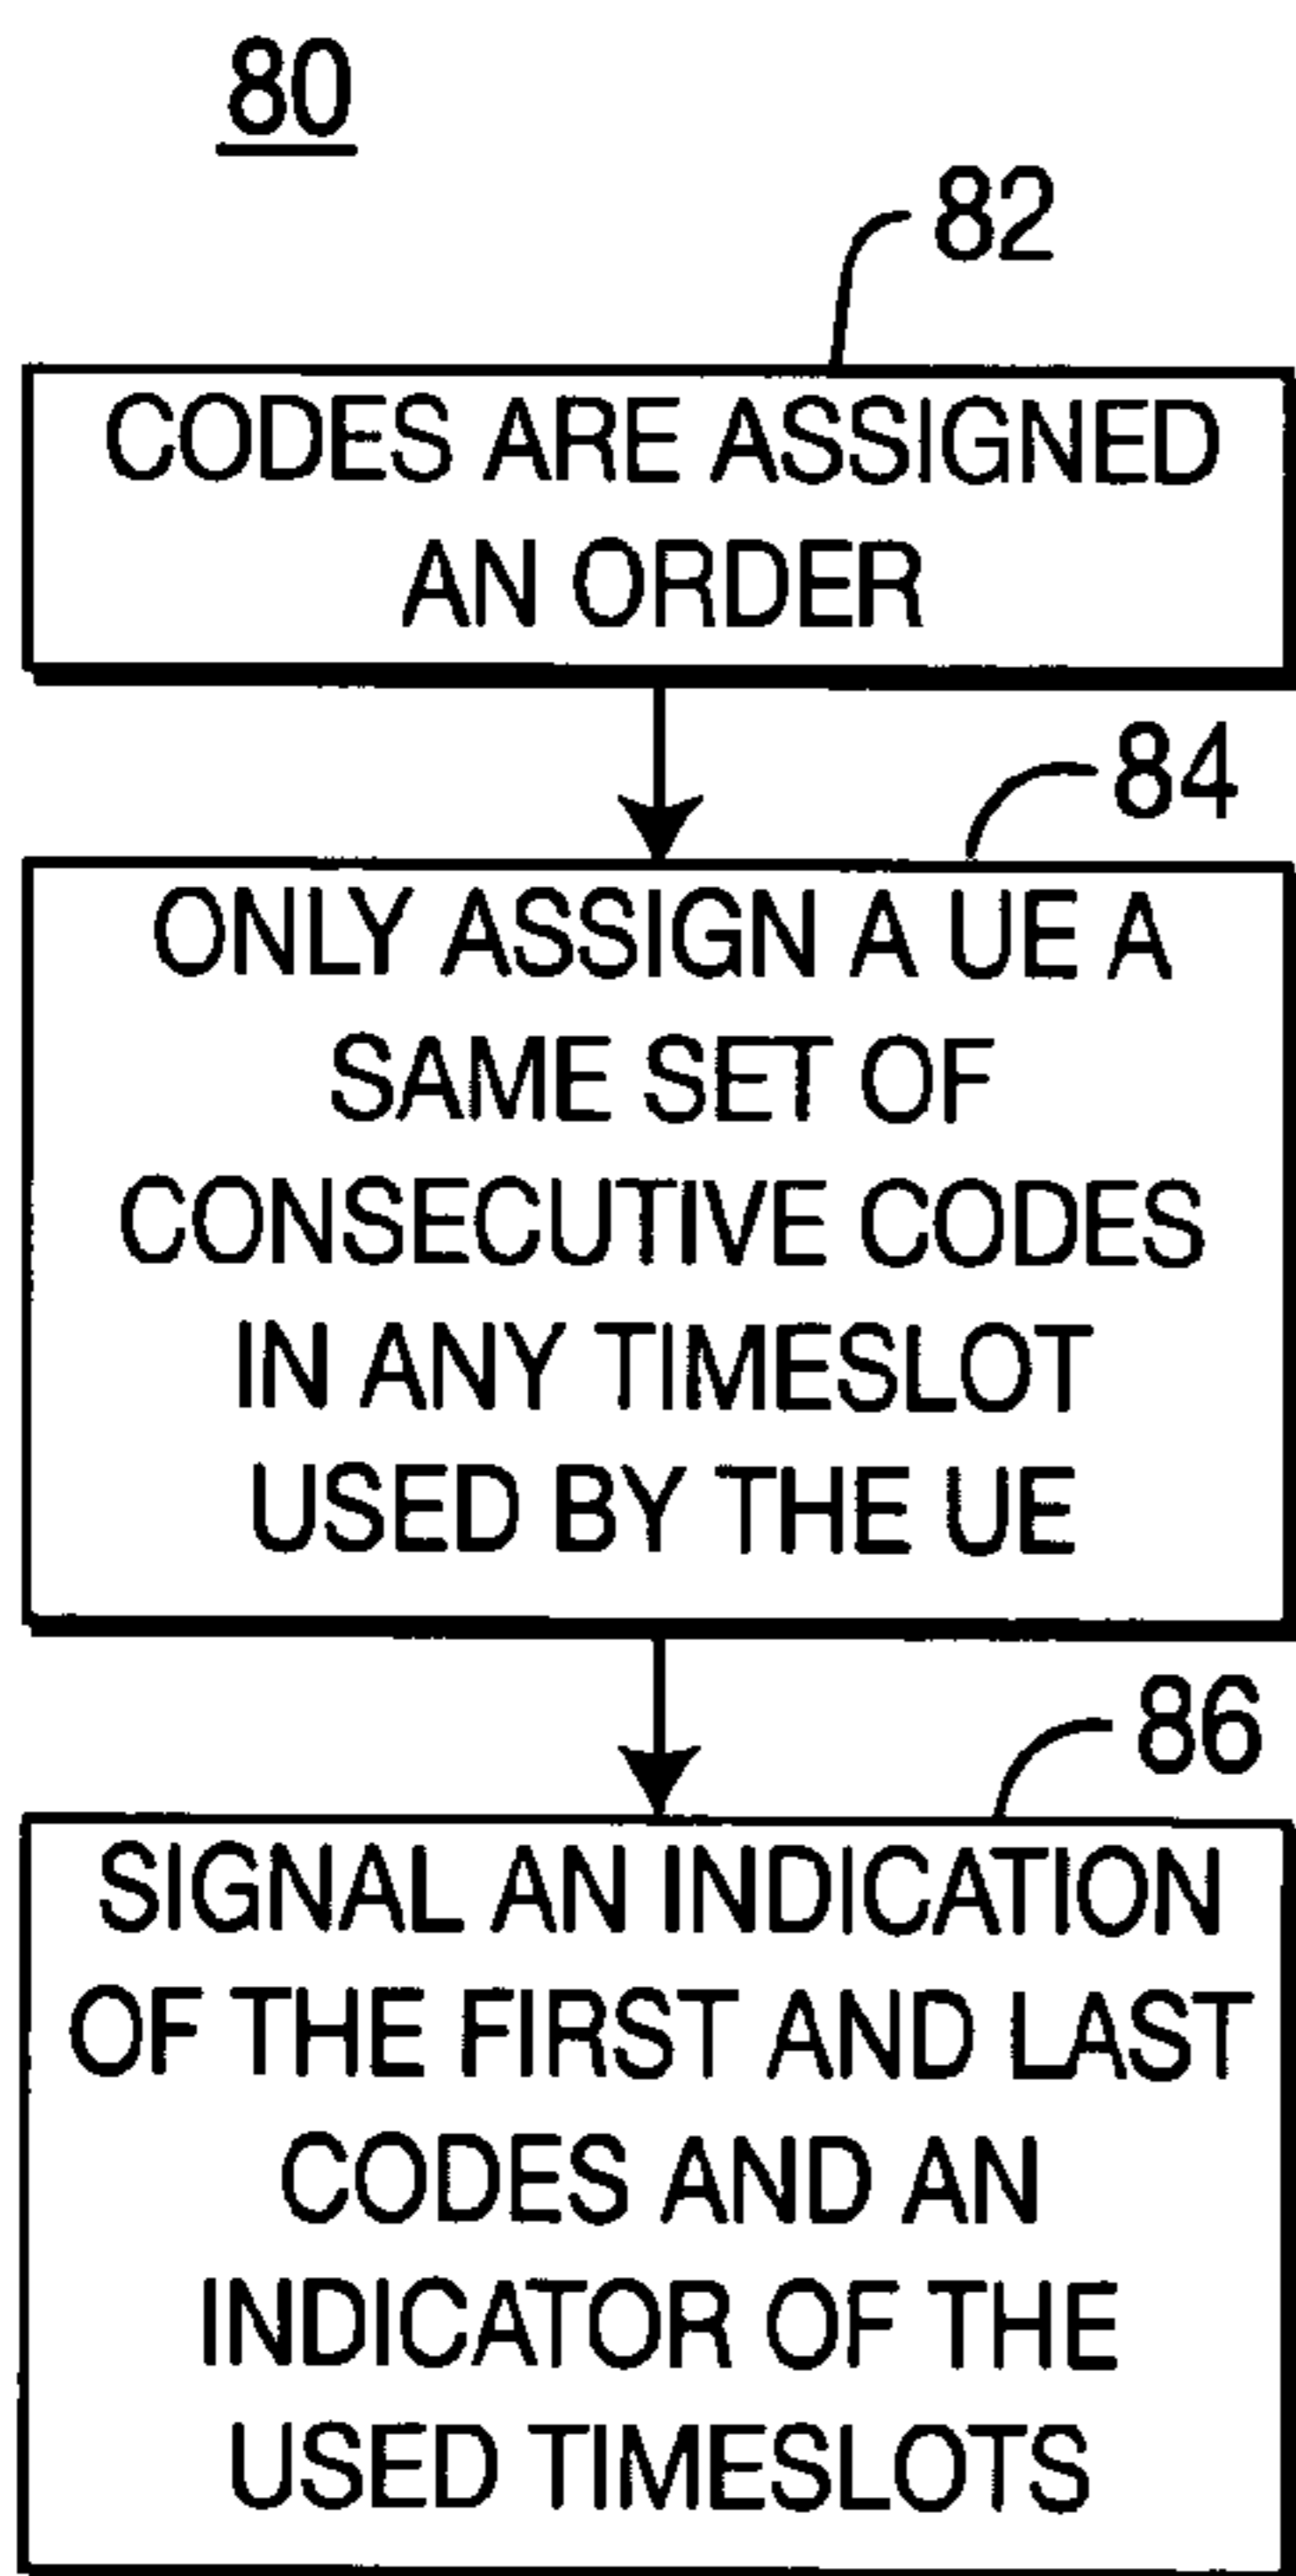 80
82
CODES ARE ASSIGNED
AN ORDER
84
ONLY ASSIGN A UE A
SAME SET OF
CONSECUTIVE CODES
IN ANY TIMESLOT
USED BY THE UE
86
SIGNAL AN INDICATION
OF THE FIRST AND LAST
CODES AND AN
INDICATOR OF THE
USED TIMESLOTS